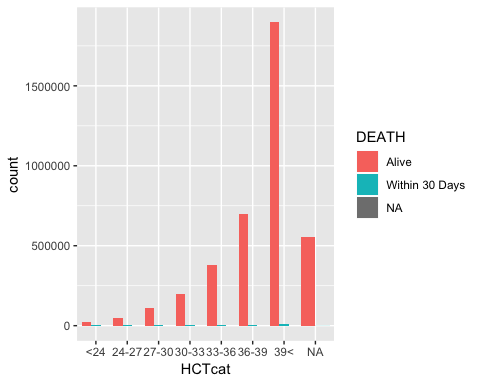 1500000
1000000
500000
0
count
<24 24-27 27-30 30-33 33-36 36-39 39< NA
HCTcat
DEATH
Alive
Within 30 Days
NA